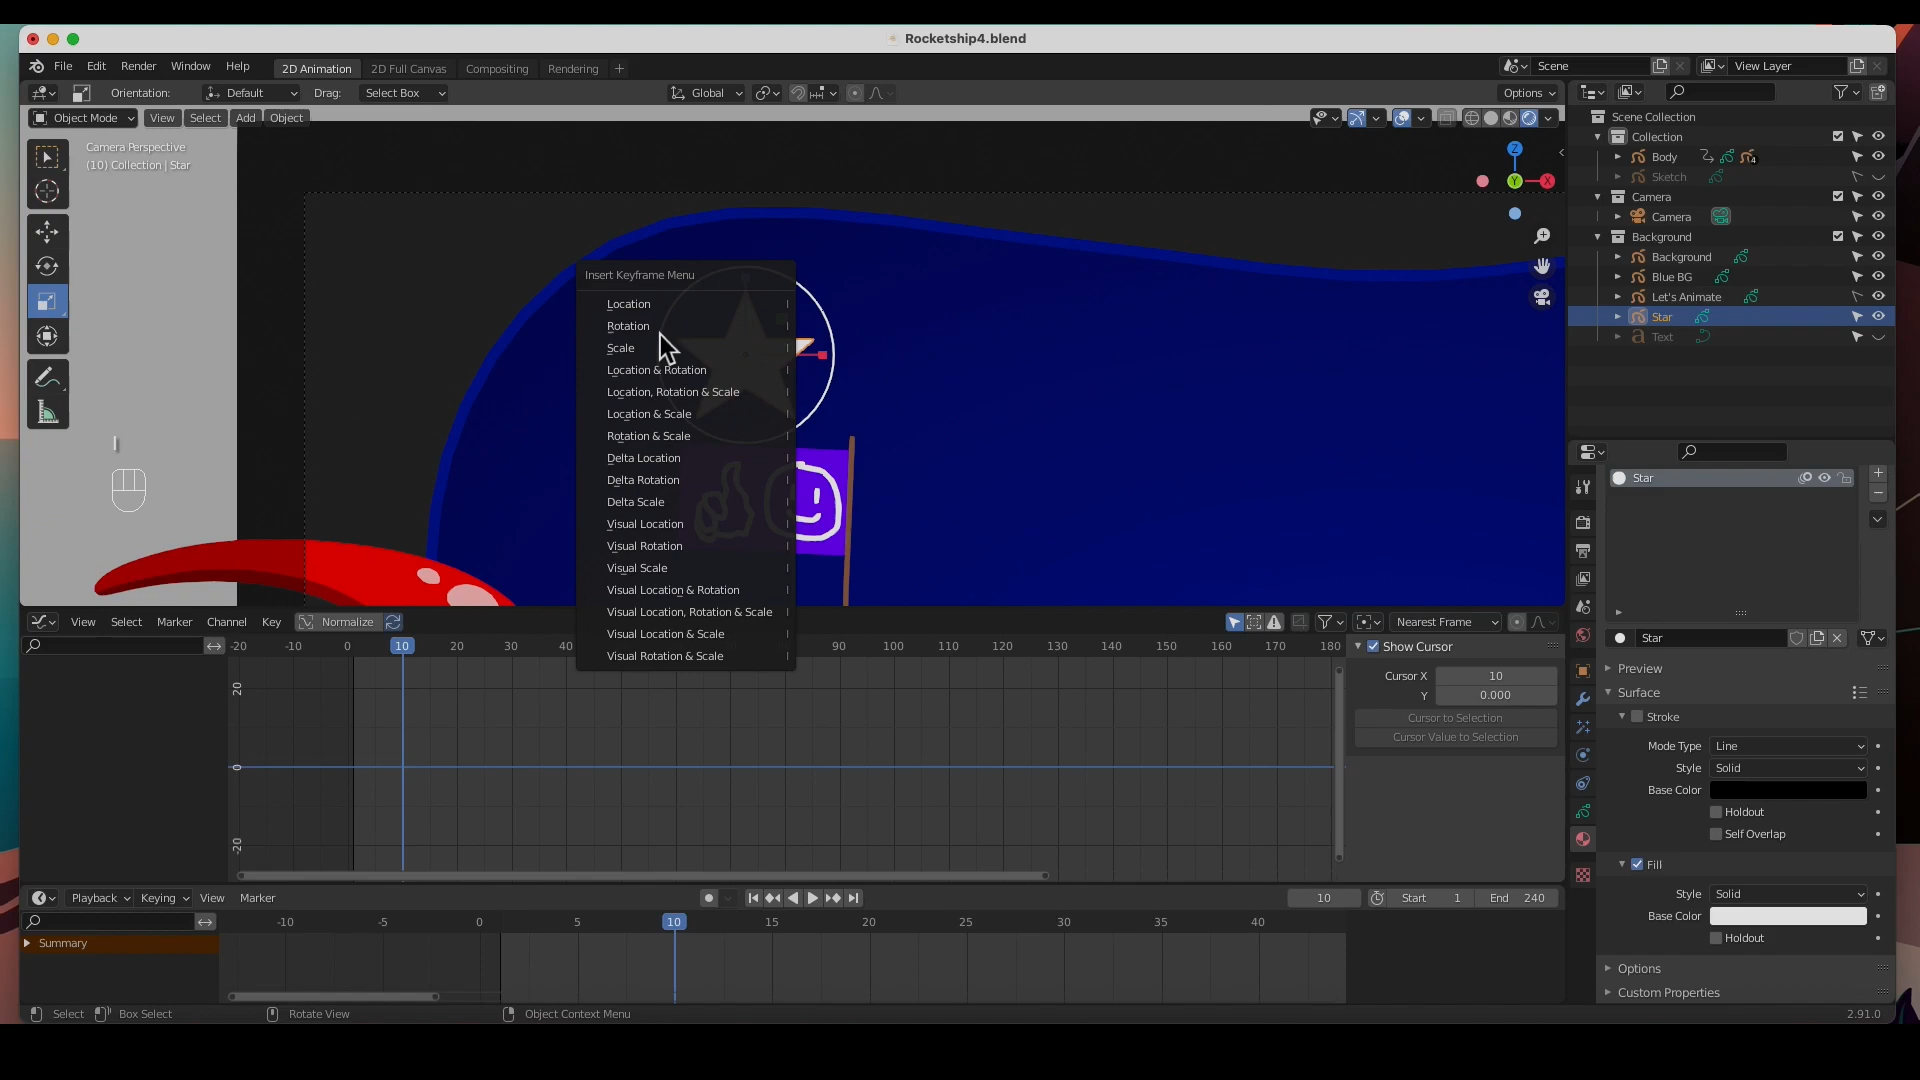 Rocketship4.blend
File Edit Render Window Help 2D Animation 2D Full Canvas Compositing Rendering + Scene View Layer
Orientation: Default Drag: Select Box Global Options
Object Mode View Select Add Object
Camera Perspective
(10) Collection | Star
Z
Y X
Scene Collection
Collection
Body 4
Sketch
Camera
Camera
Background
Background
Blue BG
Let's Animate
Star
Text
Insert Keyframe Menu
Location I
Rotation I
Scale I
Location & Rotation I
Location, Rotation & Scale I
Location & Scale I
Rotation & Scale I
Delta Location I
Delta Rotation I
Delta Scale I
Visual Location I
Visual Rotation I
Visual Scale I
Visual Location & Rotation I
Visual Location, Rotation & Scale I
Visual Location & Scale I
Visual Rotation & Scale I
I
View Select Marker Channel Key Normalize Nearest Frame
-20 -10 0 10 20 30 40 90 100 110 120 130 140 150 160 170 180
20
0
-20
Show Cursor
Cursor X 10
Y 0.000
Cursor to Selection
Cursor Value to Selection
Star
Star
Preview
Surface
Stroke
Mode Type Line
Style Solid
Base Color
Holdout
Self Overlap
Fill
Style Solid
Base Color
Holdout
Options
Custom Properties
Playback Keying View Marker 10 Start 1 End 240
-10 -5 0 5 10 15 20 25 30 35 40
Summary
Select Box Select Rotate View Object Context Menu 2.91.0